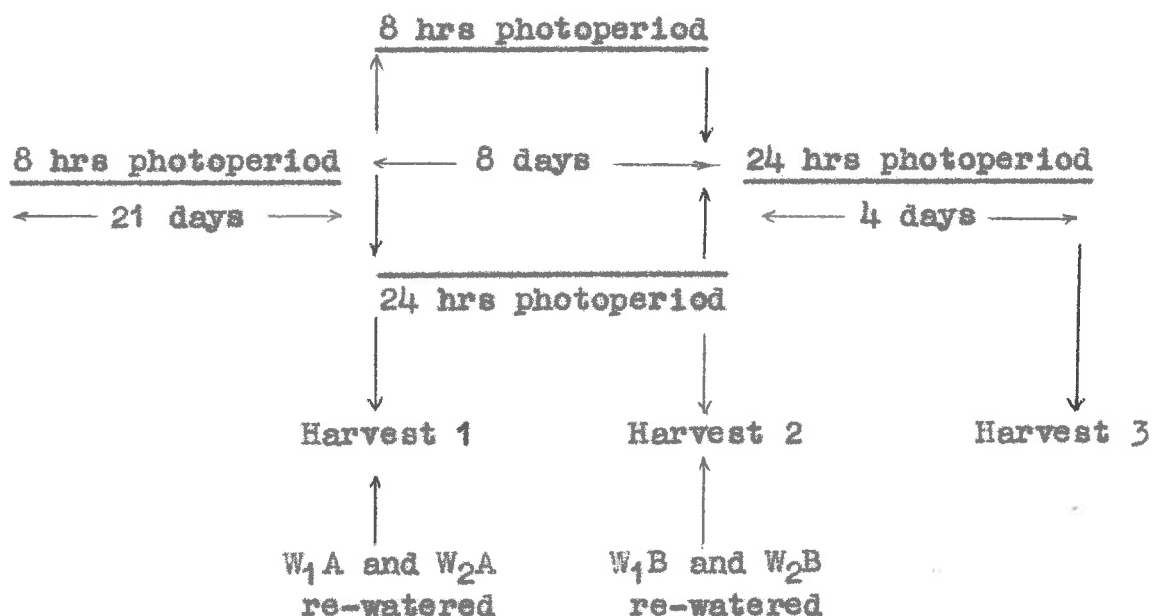 8 hrs photoperiod
8 hrs photoperiod
8 days
24 hrs photoperiod
21 days
4 days
24 hrs photoperiod
Harvest 1
Harvest 2
Harvest 3
W₁A and W₂A
re-watered
W₁B and W₂B
re-watered